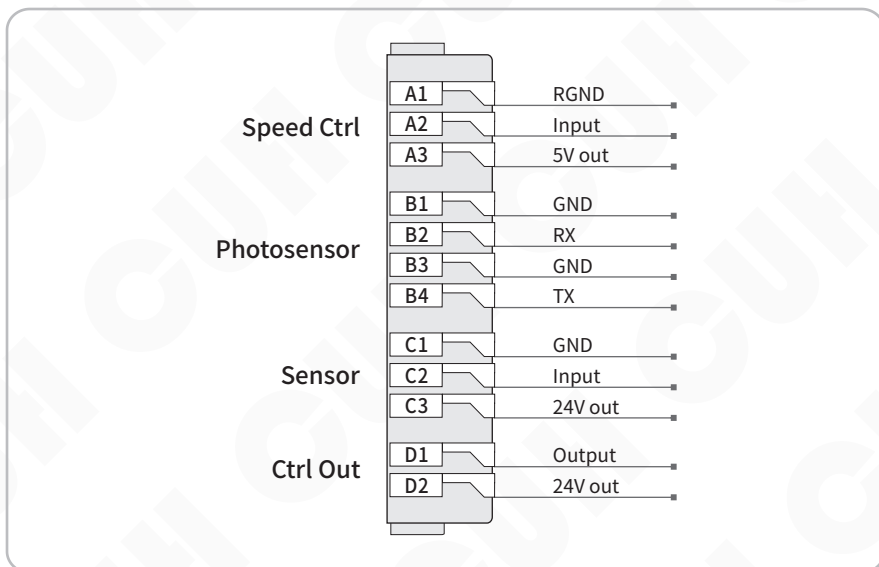 A1 RGND
Speed Ctrl A2 Input
A3 5V out
B1 GND
B2 RX
Photosensor
B3 GND
B4 TX
C1 GND
Sensor C2 Input
C3 24V out
D1 Output
Ctrl Out
D2 24V out
CUH